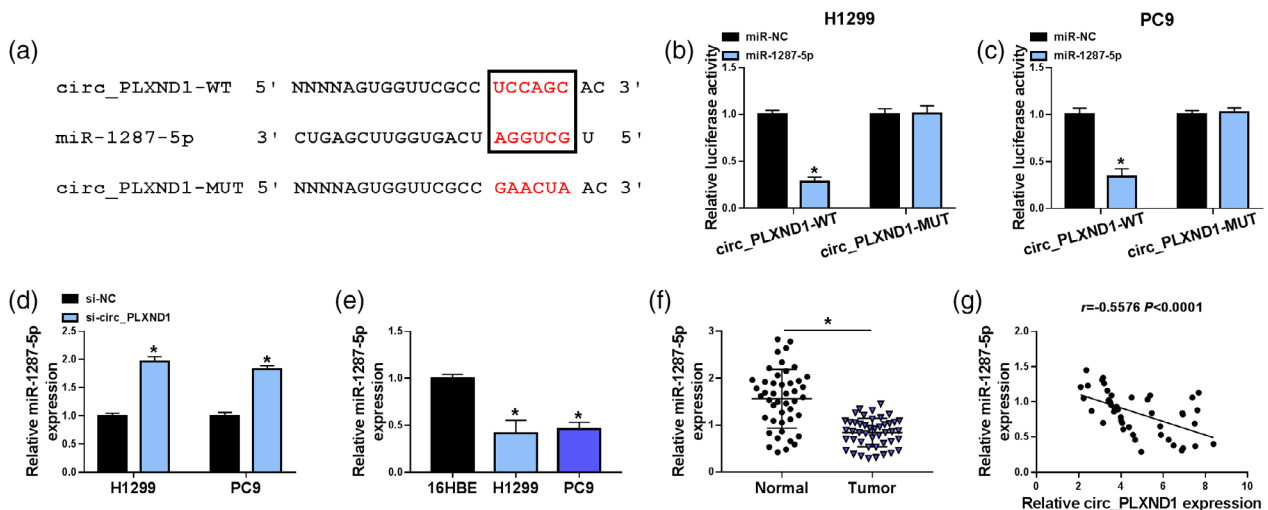 (a)
circ_PLXND1-WT 5' NNNNAGUGGUUCGCC UCCAGC AC 3'
miR-1287-5p 3' CUGAGCUUGGUGACU AGGUCG U 5'
circ_PLXND1-MUT 5' NNNNAGUGGUUCGCC GAACUA AC 3'
(b)
H1299
miR-NC
miR-1287-5p
Relative luciferase activity
1.5
1.0
0.5
0.0
*
circ_PLXND1-WT
circ_PLXND1-MUT
(c)
PC9
miR-NC
miR-1287-5p
Relative luciferase activity
1.5
1.0
0.5
0.0
*
circ_PLXND1-WT
circ_PLXND1-MUT
(d)
si-NC
si-circ_PLXND1
Relative miR-1287-5p
expression
2.5
2.0
1.5
1.0
0.5
0.0
* *
H1299 PC9
(e)
Relative miR-1287-5p
expression
1.5
1.0
0.5
0.0
* *
16HBE H1299 PC9
(f)
Relative miR-1287-5p
expression
3
2
1
0
*
Normal Tumor
(g)
r=-0.5576 P<0.0001
Relative miR-1287-5p
expression
2.0
1.5
1.0
0.5
0.0
0 2 4 6 8 10
Relative circ_PLXND1 expression